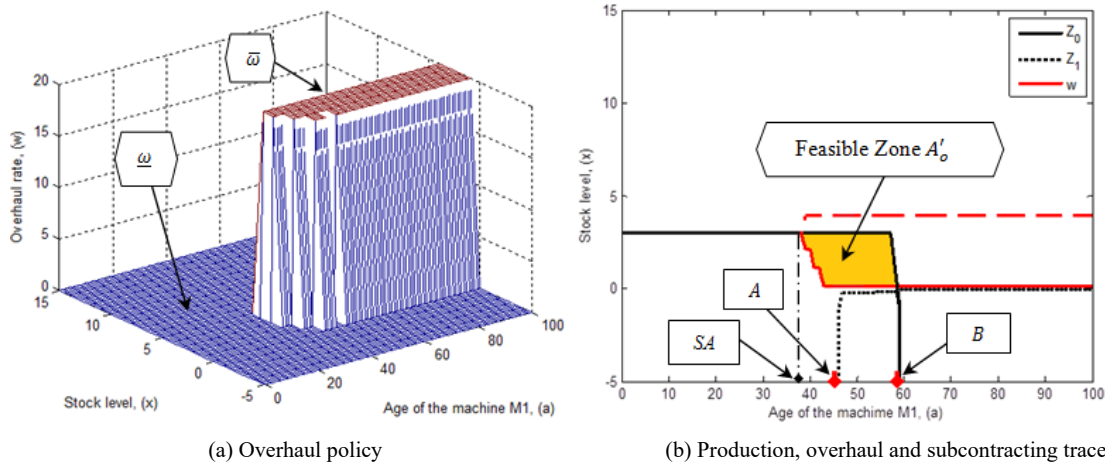 20
15
10
5
0
Overhaul rate, (w)
15
10
5
0
-5
Stock level, (x)
0
20
40
60
80
100
Age of the machine M1, (a)
ω̅
ω̲
(a) Overhaul policy
15
10
5
0
-5
Stock level, (x)
Z0
Z1
w
Feasible Zone A′o
A
SA
B
0 10 20 30 40 50 60 70 80 90 100
Age of the machime M1, (a)
(b) Production, overhaul and subcontracting trace